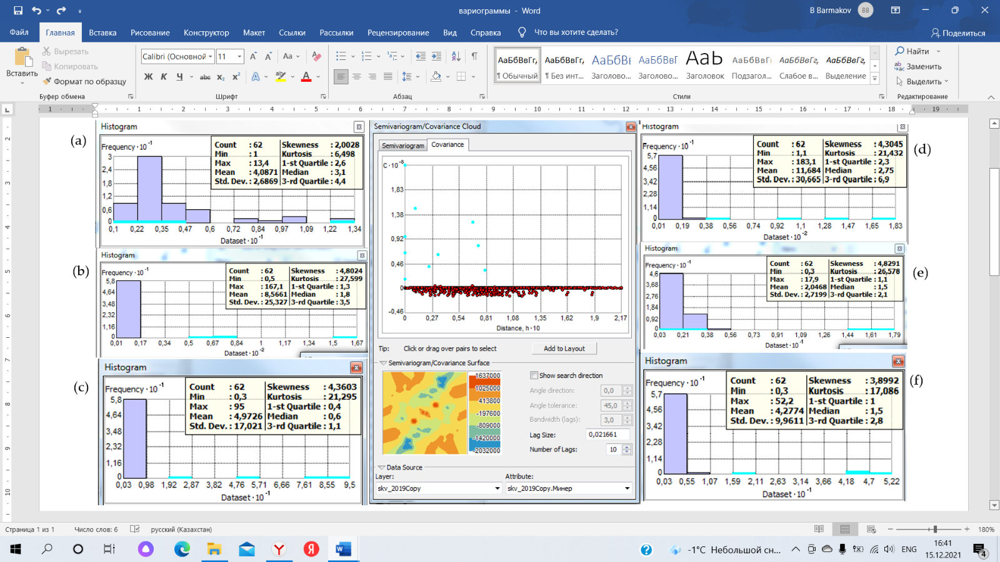 вариограммы - Word
B Barmakov
BB
Файл Главная Вставка Рисование Конструктор Макет Ссылки Рассылки Рецензирование Вид Справка Что вы хотите сделать? Поделиться
Вставить
Вырезать
Копировать
Формат по образцу
Буфер обмена
Calibri (Основной 11
Шрифт
Абзац
АаБбВвГг, АаБбВвГг, АаБбВı АаБбВвГ АаБ АаБбВвГı АаБбВвГг, АаБбВвГг,
¶ Обычный ¶ Без инт... Заголово... Заголово... Заголовок Подзагол... Слабое в... Выделение
Стили
Найти
Заменить
Выделить
Редактирование
1 1 2 3 4 5 6 7 8 9 10 11 12 13 14 15 16 17 18 19
2
3
4
5
6
7
8
9
10
(a)
Histogram
Frequency · 10 -1
Count : 62 Skewness : 2,0028
Min : 1 Kurtosis : 6,498
Max : 13,4 1-st Quartile : 2,6
Mean : 4,0871 Median : 3,1
Std. Dev. : 2,6869 3-rd Quartile : 4,4
3
2,4
1,8
1,2
0,6
0
0,1 0,22 0,35 0,47 0,6 0,72 0,84 0,97 1,09 1,22 1,34
Dataset · 10 -1
(b)
Histogram
Frequency · 10 -1
Count : 62 Skewness : 4,8024
Min : 0,5 Kurtosis : 27,599
Max : 167,1 1-st Quartile : 1,3
Mean : 8,5661 Median : 1,8
Std. Dev. : 25,327 3-rd Quartile : 3,5
5,8
4,64
3,48
2,32
1,16
0
0,01 0,17 0,34 0,5 0,67 0,84 1 1,17 1,34 1,5 1,67
Dataset · 10 -2
(c)
Histogram
Frequency · 10 -1
Count : 62 Skewness : 4,3603
Min : 0,3 Kurtosis : 21,295
Max : 95 1-st Quartile : 0,4
Mean : 4,9726 Median : 0,6
Std. Dev. : 17,021 3-rd Quartile : 1,1
5,8
4,64
3,48
2,32
1,16
0
0,03 0,98 1,92 2,87 3,82 4,76 5,71 6,66 7,61 8,55 9,5
Dataset · 10 -1
Semivariogram/Covariance Cloud
Semivariogram Covariance
C · 10 -8
1,83
1,38
0,92
0,46
0
-0,46
0 0,27 0,54 0,81 1,08 1,35 1,62 1,9 2,17
Distance, h · 10
Tip: Click or drag over pairs to select Add to Layout
Semivariogram/Covariance Surface
1637000
1025000
413800
-197600
-809000
-1420000
-2032000
Show search direction
Angle direction: 0,0
Angle tolerance: 45,0
Bandwidth (lags): 3,0
Lag Size: 0,021661
Number of Lags: 10
Data Source
Layer: Attribute:
skv_2019Copy skv_2019Copy.Минер
(d)
Histogram
Frequency · 10 -1
Count : 62 Skewness : 4,3045
Min : 1,1 Kurtosis : 21,432
Max : 183,1 1-st Quartile : 2,3
Mean : 11,684 Median : 2,75
Std. Dev. : 30,665 3-rd Quartile : 6,9
5,7
4,56
3,42
2,28
1,14
0
0,01 0,19 0,38 0,56 0,74 0,92 1,1 1,28 1,47 1,65 1,83
Dataset · 10 -2
(e)
Histogram
Frequency · 10 -1
Count : 62 Skewness : 4,8291
Min : 0,3 Kurtosis : 26,578
Max : 17,9 1-st Quartile : 1,1
Mean : 2,0468 Median : 1,5
Std. Dev. : 2,7199 3-rd Quartile : 2,1
4,6
3,68
2,76
1,84
0,92
0
0,03 0,21 0,38 0,56 0,73 0,91 1,09 1,26 1,44 1,61 1,79
Dataset · 10 -1
(f)
Histogram
Frequency · 10 -1
Count : 62 Skewness : 3,8992
Min : 0,3 Kurtosis : 17,086
Max : 52,2 1-st Quartile : 1
Mean : 4,2774 Median : 1,5
Std. Dev. : 9,9611 3-rd Quartile : 2,8
5,7
4,56
3,42
2,28
1,14
0
0,03 0,55 1,07 1,59 2,11 2,63 3,14 3,66 4,18 4,7 5,22
Dataset · 10 -1
Страница 1 из 1 Число слов: 6 русский (Казахстан) 180%
-1°C Небольшой сн... ENG
16:41
15.12.2021
4